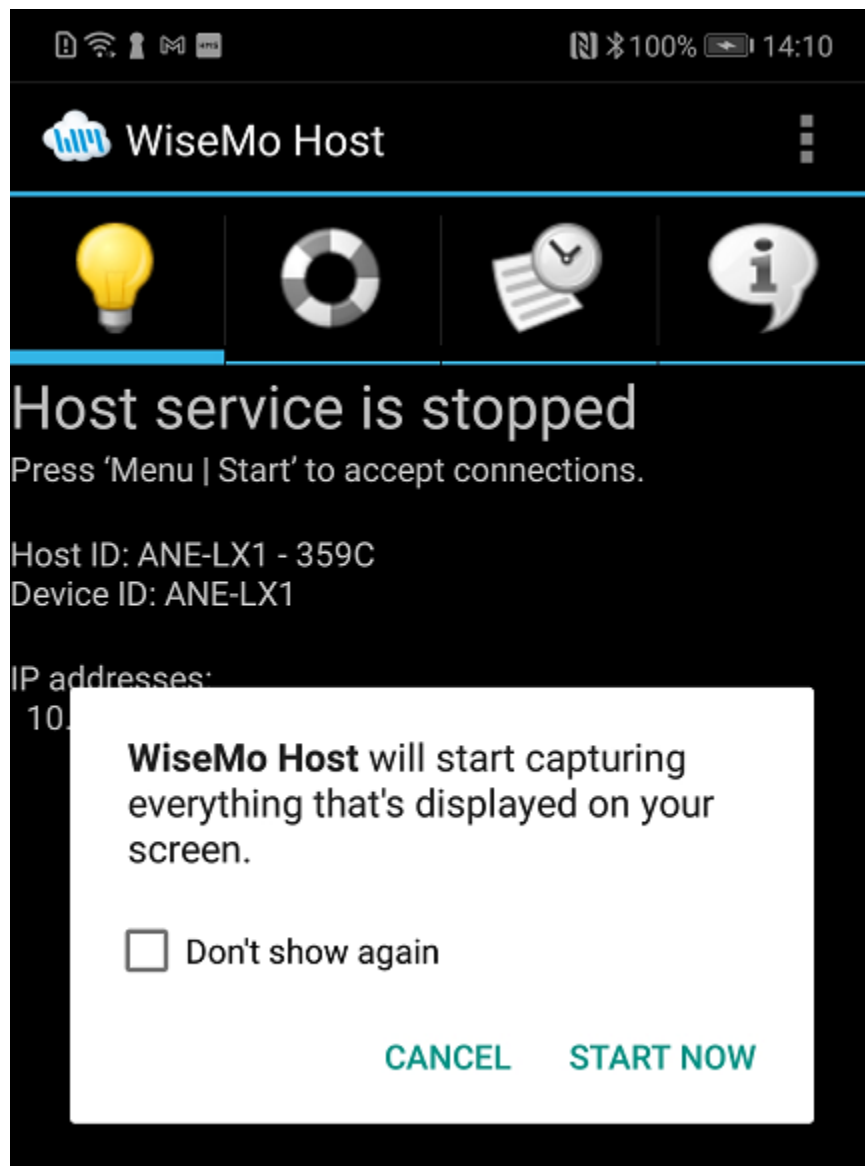 100% 14:10
WiseMo Host
Host service is stopped
Press ‘Menu | Start’ to accept connections.
Host ID: ANE-LX1 - 359C
Device ID: ANE-LX1
IP addresses:
10.
WiseMo Host will start capturing
everything that's displayed on your
screen.
Don't show again
CANCEL START NOW